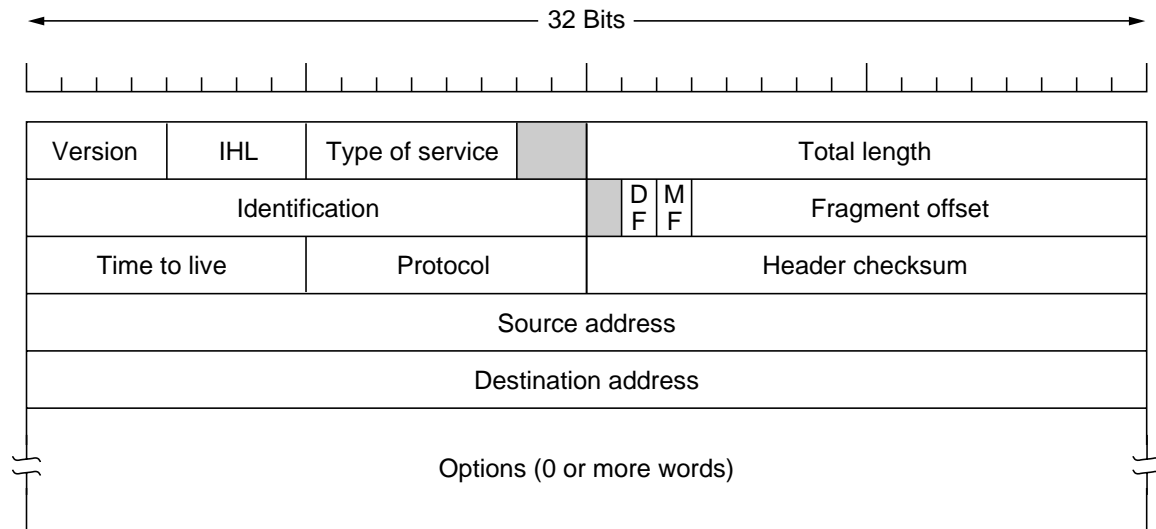 32 Bits
Version IHL Type of service Total length
Identification D F M F Fragment offset
Time to live Protocol Header checksum
Source address
Destination address
Options (0 or more words)